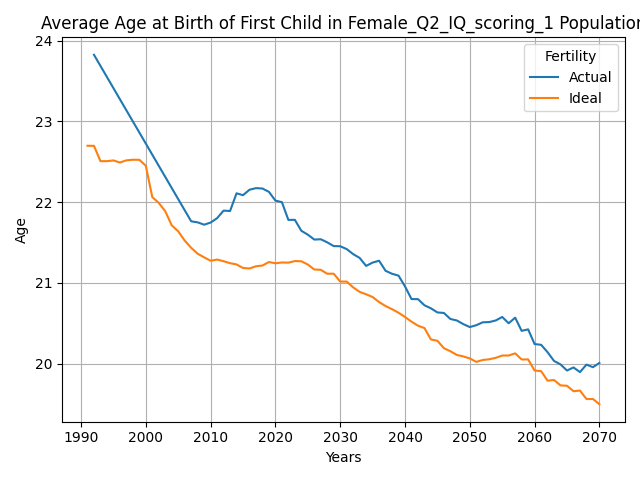 Average Age at Birth of First Child in Female_Q2_IQ_scoring_1 Population
24
23
22
21
20
Age
1990
2000
2010
2020
2030
2040
2050
2060
2070
Years
Fertility
Actual
Ideal